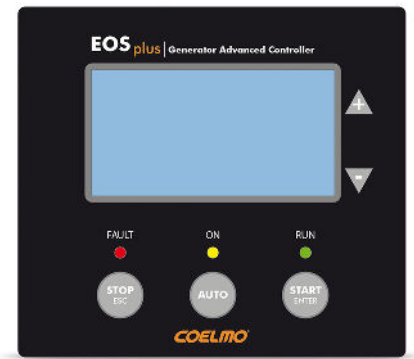 EOS plus | Generator Advanced Controller
+
-
FAULT ON RUN
STOP AUTO START
ESC ENTER
COELMO